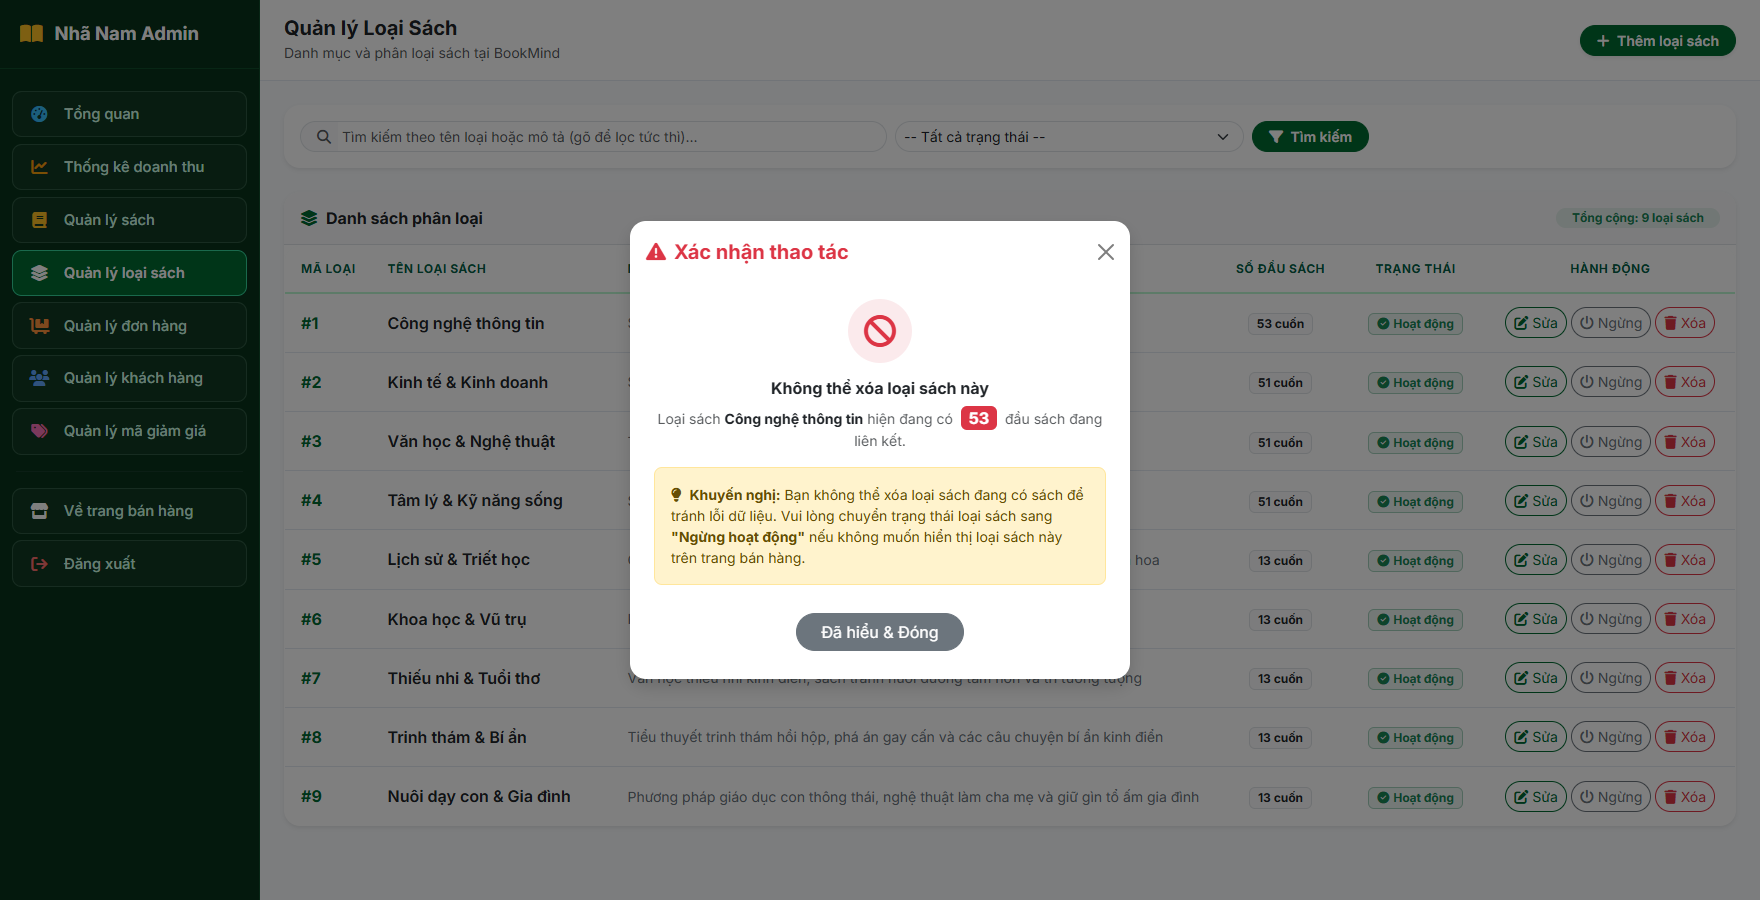 Nhã Nam Admin
Tổng quan
Thống kê doanh thu
Quản lý sách
Quản lý loại sách
Quản lý đơn hàng
Quản lý khách hàng
Quản lý mã giảm giá
Về trang bán hàng
Đăng xuất
Quản lý Loại Sách
Danh mục và phân loại sách tại BookMind
+ Thêm loại sách
Tìm kiếm theo tên loại hoặc mô tả (gõ để lọc tức thì)...
-- Tất cả trạng thái --
Tìm kiếm
Danh sách phân loại
Tổng cộng: 9 loại sách
MÃ LOẠI TÊN LOẠI SÁCH SỐ ĐẦU SÁCH TRẠNG THÁI HÀNH ĐỘNG
#1 Công nghệ thông tin 53 cuốn Hoạt động Sửa Ngừng Xóa
#2 Kinh tế & Kinh doanh 51 cuốn Hoạt động Sửa Ngừng Xóa
#3 Văn học & Nghệ thuật 51 cuốn Hoạt động Sửa Ngừng Xóa
#4 Tâm lý & Kỹ năng sống 51 cuốn Hoạt động Sửa Ngừng Xóa
#5 Lịch sử & Triết học hoa 13 cuốn Hoạt động Sửa Ngừng Xóa
#6 Khoa học & Vũ trụ 13 cuốn Hoạt động Sửa Ngừng Xóa
#7 Thiếu nhi & Tuổi thơ Văn học thiếu nhi kinh điển, sách tranh nuôi dưỡng tâm hồn và trí tưởng tượng 13 cuốn Hoạt động Sửa Ngừng Xóa
#8 Trinh thám & Bí ẩn Tiểu thuyết trinh thám hồi hộp, phá án gay cấn và các câu chuyện bí ẩn kinh điển 13 cuốn Hoạt động Sửa Ngừng Xóa
#9 Nuôi dạy con & Gia đình Phương pháp giáo dục con thông thái, nghệ thuật làm cha mẹ và giữ gìn tổ ấm gia đình 13 cuốn Hoạt động Sửa Ngừng Xóa
Xác nhận thao tác
Không thể xóa loại sách này
Loại sách Công nghệ thông tin hiện đang có 53 đầu sách đang
liên kết.
Khuyến nghị: Bạn không thể xóa loại sách đang có sách để
tránh lỗi dữ liệu. Vui lòng chuyển trạng thái loại sách sang
"Ngừng hoạt động" nếu không muốn hiển thị loại sách này
trên trang bán hàng.
Đã hiểu & Đóng